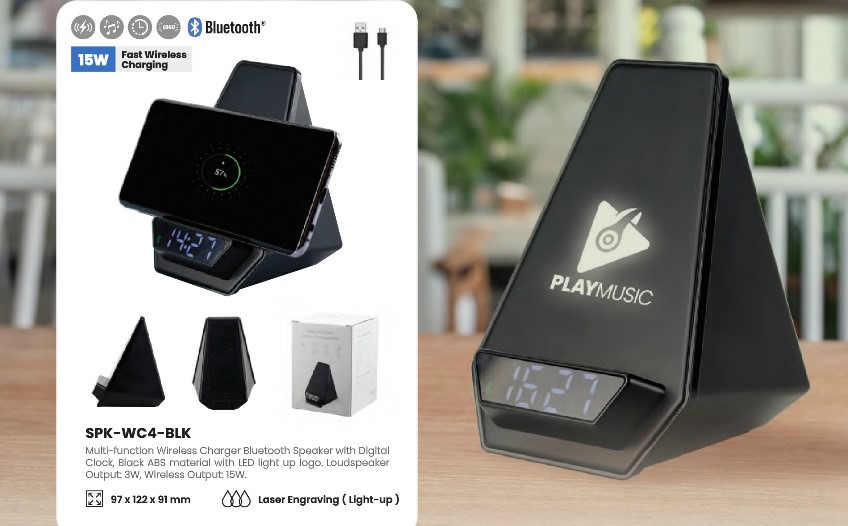 LOGO
Bluetooth®
15W
Fast Wireless
Charging
57%
14:27
PLAYMUSIC
16:27
SPK-WC4-BLK
Multi-function Wireless Charger Bluetooth Speaker with Digital
Clock, Black ABS material with LED light up logo. Loudspeaker
Output: 3W, Wireless Output: 15W.
97 x 122 x 91 mm
Laser Engraving ( Light-up )